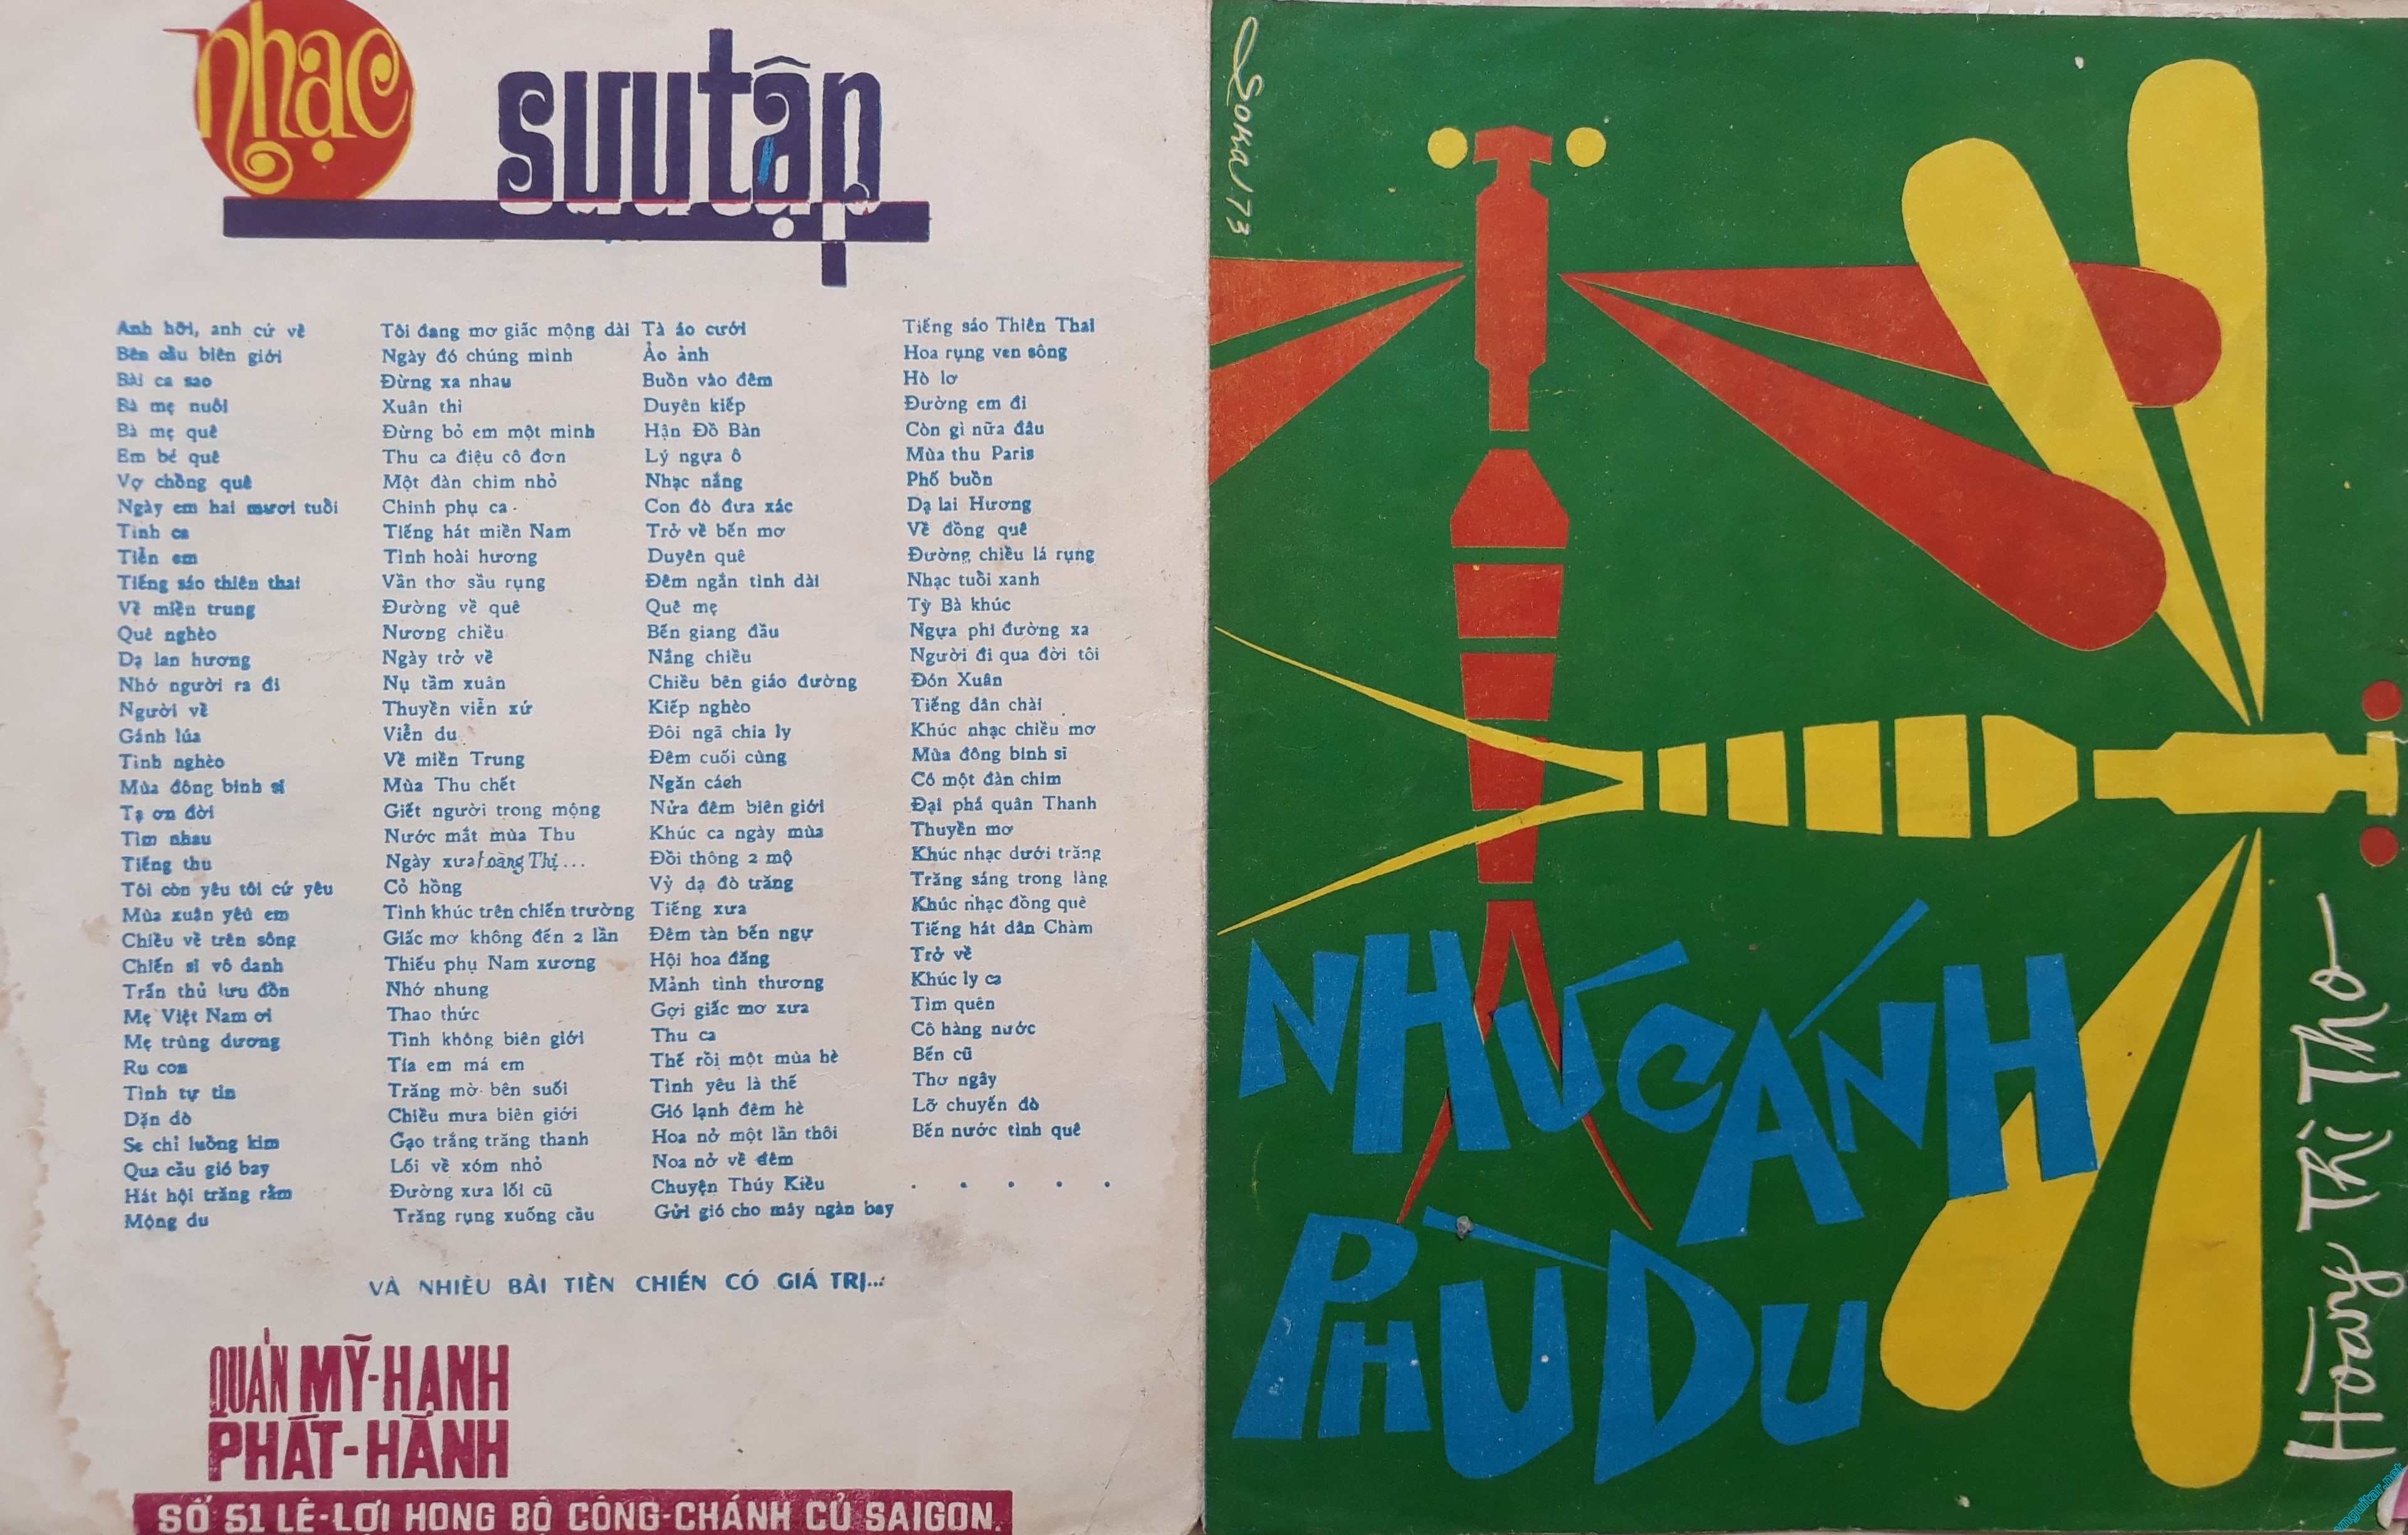 nhạc
sưu tập
Anh hỡi, anh cứ về
Bên cầu biên giới
Bài ca sao
Bà mẹ nuôi
Bà mẹ quê
Em bé quê
Vợ chồng quê
Ngày em hai mươi tuổi
Tình ca
Tiễn em
Tiếng sáo thiên thai
Về miền trung
Quê nghèo
Dạ lan hương
Nhớ người ra đi
Người về
Gánh lúa
Tình nghèo
Mùa đông binh sĩ
Tạ ơn đời
Tìm nhau
Tiếng thu
Tôi còn yêu tôi cứ yêu
Mùa xuân yêu em
Chiều về trên sông
Chiến sĩ vô danh
Trấn thủ lưu đồn
Mẹ Việt Nam ơi
Mẹ trùng dương
Ru con
Tình tự tin
Dặn dò
Se chỉ luồng kim
Qua cầu gió bay
Hát hội trăng rằm
Mộng du
Tôi đang mơ giấc mộng dài
Ngày đó chúng mình
Đừng xa nhau
Xuân thì
Đừng bỏ em một mình
Thu ca điệu cô đơn
Một đàn chim nhỏ
Chinh phụ ca
Tiếng hát miền Nam
Tình hoài hương
Vần thơ sầu rụng
Đường về quê
Nương chiều
Ngày trở về
Nụ tầm xuân
Thuyền viễn xứ
Viễn du
Về miền Trung
Mùa Thu chết
Giết người trong mộng
Nước mắt mùa Thu
Ngày xưa Hoàng Thị...
Cỏ hồng
Tình khúc trên chiến trường
Giấc mơ không đến 2 lần
Thiếu phụ Nam xương
Nhớ nhung
Thao thức
Tình không biên giới
Tía em má em
Trăng mờ bên suối
Chiều mưa biên giới
Gạo trắng trăng thanh
Lối về xóm nhỏ
Đường xưa lối cũ
Trăng rụng xuống cầu
Tà áo cưới
Ảo ảnh
Buồn vào đêm
Duyên kiếp
Hận Đồ Bàn
Lý ngựa ô
Nhạc nắng
Con đò đưa xác
Trở về bến mơ
Duyên quê
Đêm ngắn tình dài
Quê mẹ
Bến giang đầu
Nắng chiều
Chiều bên giáo đường
Kiếp nghèo
Đôi ngã chia ly
Đêm cuối cùng
Ngăn cáeh
Nửa đêm biên giới
Khúc ca ngày mùa
Đồi thông 2 mộ
Vỷ dạ đò trăng
Tiếng xưa
Đêm tàn bến ngự
Hội hoa đăng
Mảnh tình thương
Gợi giấc mơ xưa
Thu ca
Thế rồi một mùa hè
Tình yêu là thế
Gió lạnh đêm hè
Hoa nở một lần thôi
Noa nở về đêm
Chuyện Thúy Kiều
Gửi gió cho mây ngàn bay
Tiếng sáo Thiên Thai
Hoa rụng ven sông
Hò lơ
Đường em đi
Còn gì nữa đâu
Mùa thu Paris
Phố buồn
Dạ lai Hương
Về đồng quê
Đường chiều lá rụng
Nhạc tuổi xanh
Tỳ Bà khúc
Ngựa phi đường xa
Người đi qua đời tôi
Đón Xuân
Tiếng dân chài
Khúc nhạc chiều mơ
Mùa đông binh sĩ
Có một đàn chim
Đại phá quân Thanh
Thuyền mơ
Khúc nhạc dưới trăng
Trăng sáng trong làng
Khúc nhạc đồng quê
Tiếng hát dân Chàm
Trở về
Khúc ly ca
Tìm quên
Cô hàng nước
Bến cũ
Thơ ngây
Lỡ chuyến đò
Bến nước tình quê
. . . . .
VÀ NHIỀU BÀI TIỀN CHIẾN CÓ GIÁ TRỊ...
QUÁN MỸ-HẠNH
PHÁT-HÀNH
SỐ 51 LÊ-LỢI HONG BỘ CÔNG-CHÁNH CỦ SAIGON.
73
NHƯ CÁNH
PHÙ DU
Hoàng Thi Thơ
vnguitar.net